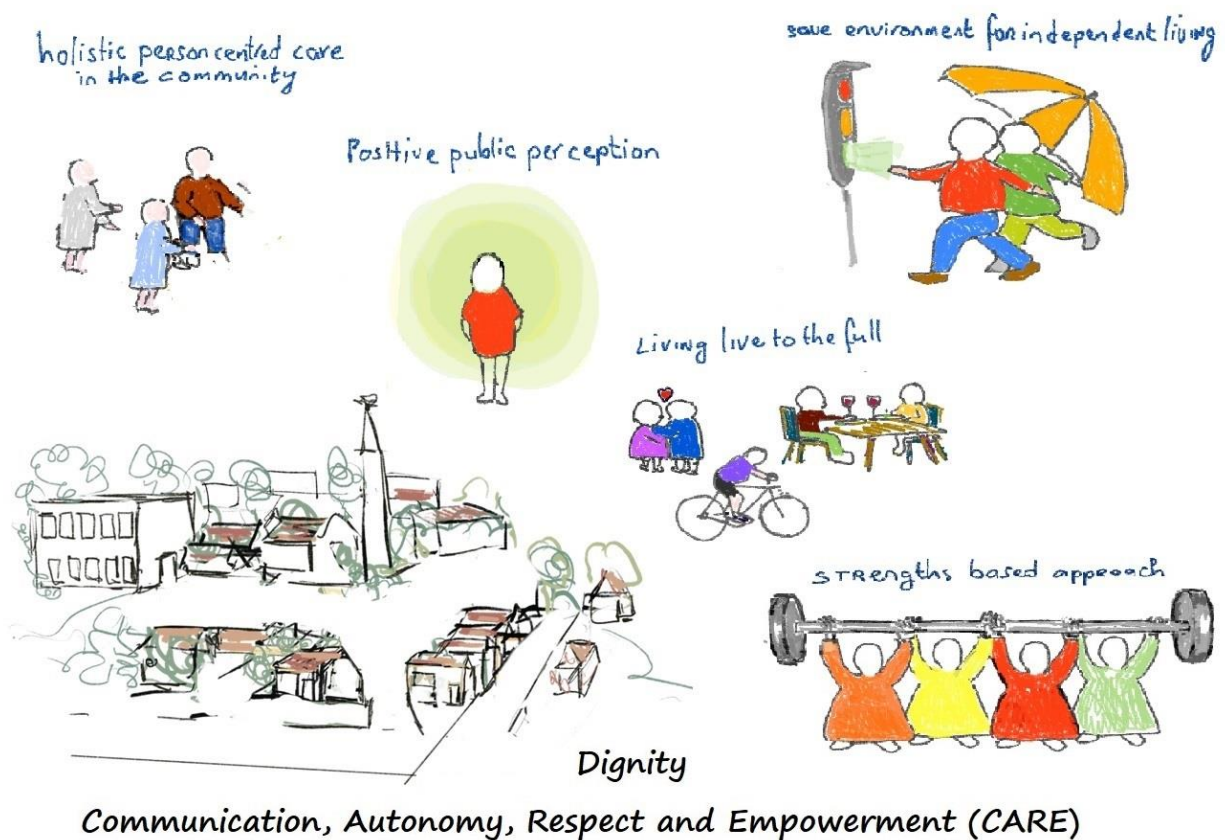 holistic person centred care
in the community
save environment for independent living
Positive public perception
Living live to the full
STRengths based approach
Dignity
Communication, Autonomy, Respect and Empowerment (CARE)